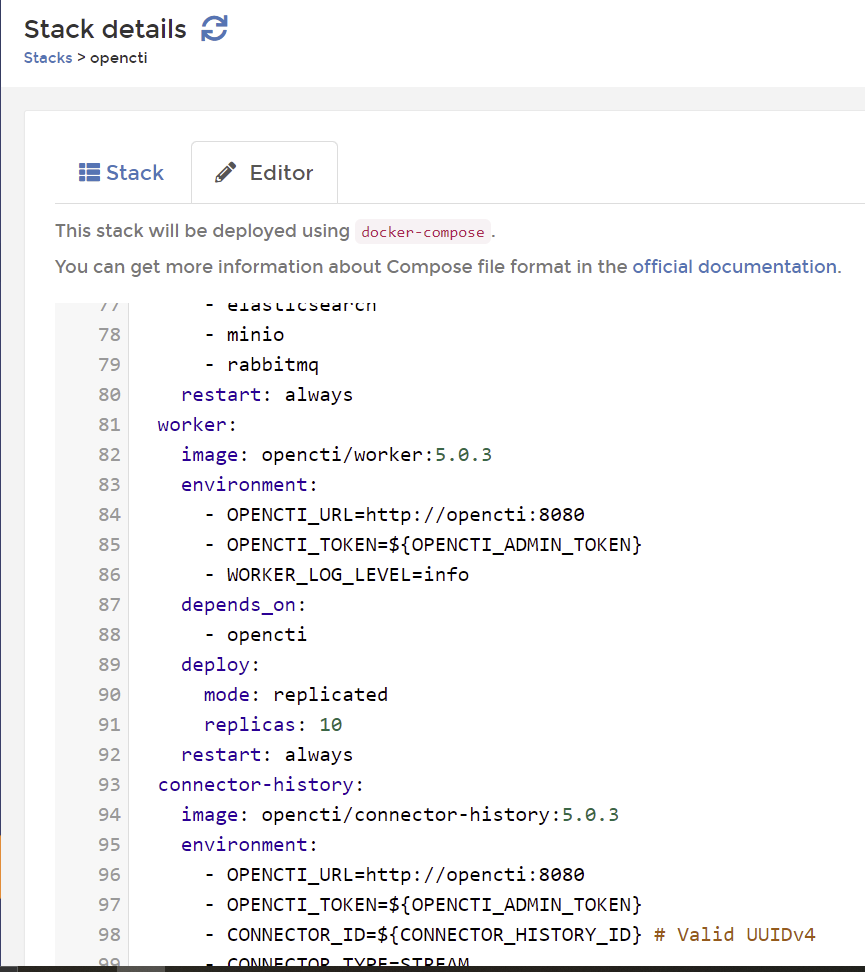 Stack details
Stacks > opencti
Stack
Editor
This stack will be deployed using docker-compose.
You can get more information about Compose file format in the official documentation.
77 - elasticsearch
78 - minio
79 - rabbitmq
80 restart: always
81 worker:
82 image: opencti/worker:5.0.3
83 environment:
84 - OPENCTI_URL=http://opencti:8080
85 - OPENCTI_TOKEN=${OPENCTI_ADMIN_TOKEN}
86 - WORKER_LOG_LEVEL=info
87 depends_on:
88 - opencti
89 deploy:
90 mode: replicated
91 replicas: 10
92 restart: always
93 connector-history:
94 image: opencti/connector-history:5.0.3
95 environment:
96 - OPENCTI_URL=http://opencti:8080
97 - OPENCTI_TOKEN=${OPENCTI_ADMIN_TOKEN}
98 - CONNECTOR_ID=${CONNECTOR_HISTORY_ID} # Valid UUIDv4
99 - CONNECTOR_TYPE=STREAM